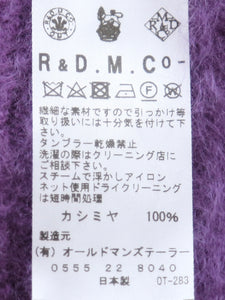 R & D . M . Co -
繊細な素材ですので引っかけ等
取り扱いには十分気を付けて下
さい。
タンブラー乾燥禁止
洗濯の際はクリーニング店に
ご相談下さい
スチームで浮かしアイロン
ネット使用ドライクリーニング
は短時間処理
カシミヤ 100%
製造元
(有) オールドマンズテーラー
0555 22 8040
日本製 OT-283